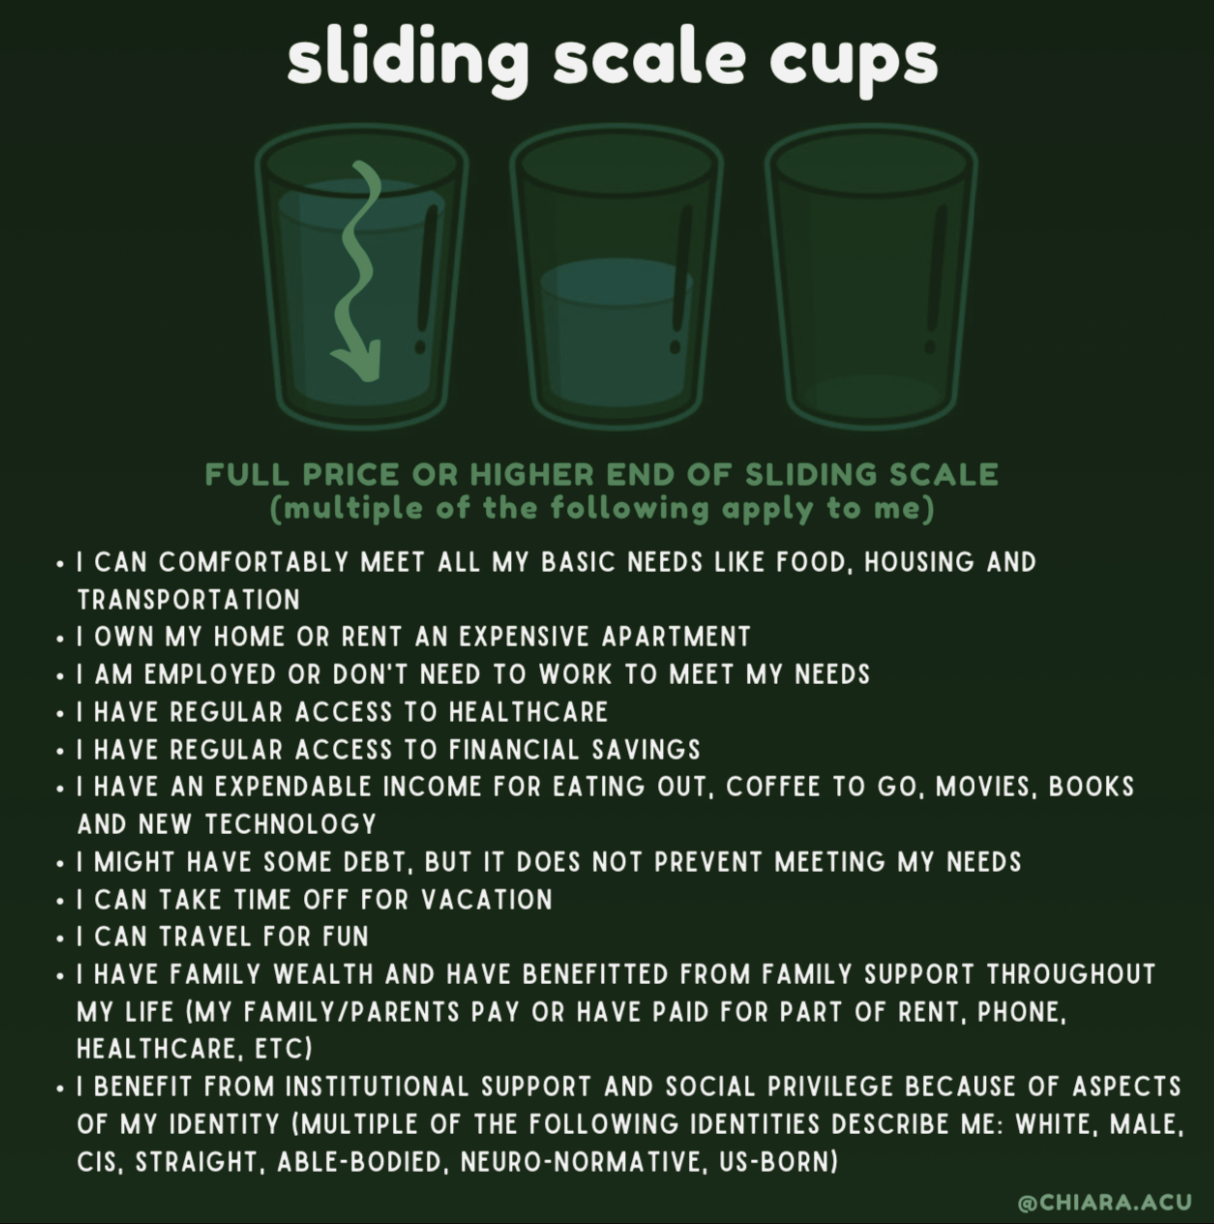 sliding scale cups
FULL PRICE OR HIGHER END OF SLIDING SCALE
(multiple of the following apply to me)
• I CAN COMFORTABLY MEET ALL MY BASIC NEEDS LIKE FOOD, HOUSING AND
TRANSPORTATION
• I OWN MY HOME OR RENT AN EXPENSIVE APARTMENT
• I AM EMPLOYED OR DON'T NEED TO WORK TO MEET MY NEEDS
• I HAVE REGULAR ACCESS TO HEALTHCARE
• I HAVE REGULAR ACCESS TO FINANCIAL SAVINGS
• I HAVE AN EXPENDABLE INCOME FOR EATING OUT, COFFEE TO GO, MOVIES, BOOKS
AND NEW TECHNOLOGY
• I MIGHT HAVE SOME DEBT, BUT IT DOES NOT PREVENT MEETING MY NEEDS
• I CAN TAKE TIME OFF FOR VACATION
• I CAN TRAVEL FOR FUN
• I HAVE FAMILY WEALTH AND HAVE BENEFITTED FROM FAMILY SUPPORT THROUGHOUT
MY LIFE (MY FAMILY/PARENTS PAY OR HAVE PAID FOR PART OF RENT, PHONE,
HEALTHCARE, ETC)
• I BENEFIT FROM INSTITUTIONAL SUPPORT AND SOCIAL PRIVILEGE BECAUSE OF ASPECTS
OF MY IDENTITY (MULTIPLE OF THE FOLLOWING IDENTITIES DESCRIBE ME: WHITE, MALE,
CIS, STRAIGHT, ABLE-BODIED, NEURO-NORMATIVE, US-BORN)
@CHIARA.ACU